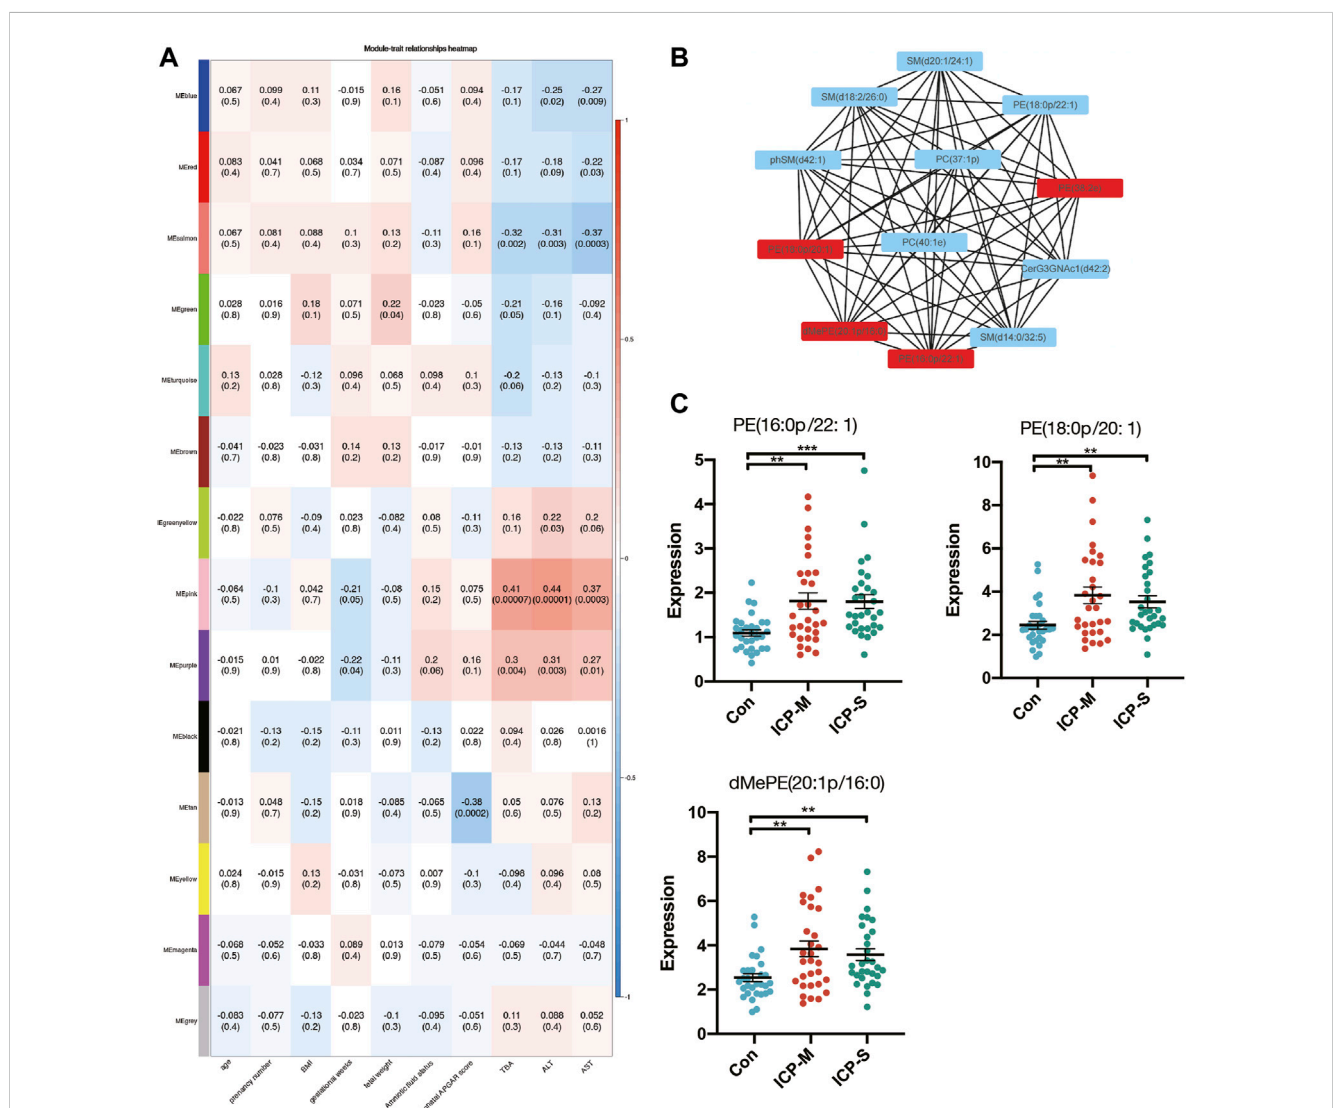 A
Module-trait relationships heatmap
MEblue
0.067 0.099 0.11 -0.015 0.16 -0.051 0.094 -0.17 -0.25 -0.27
(0.5) (0.4) (0.3) (0.9) (0.1) (0.6) (0.4) (0.1) (0.02) (0.009)
MEred
0.083 0.041 0.068 0.034 0.071 -0.087 0.096 -0.17 -0.18 -0.22
(0.4) (0.7) (0.5) (0.7) (0.5) (0.4) (0.4) (0.1) (0.09) (0.03)
MEsalmon
0.067 0.081 0.088 0.1 0.13 -0.11 0.16 -0.32 -0.31 -0.37
(0.5) (0.4) (0.4) (0.3) (0.2) (0.3) (0.1) (0.002) (0.003) (0.0003)
MEgreen
0.028 0.016 0.18 0.071 0.22 -0.023 -0.05 -0.21 -0.16 -0.092
(0.8) (0.9) (0.1) (0.5) (0.04) (0.8) (0.6) (0.05) (0.1) (0.4)
MEturquoise
0.13 0.028 -0.12 0.096 0.068 0.098 0.1 -0.2 -0.13 -0.1
(0.2) (0.8) (0.3) (0.4) (0.5) (0.4) (0.3) (0.06) (0.2) (0.3)
MEbrown
-0.041 -0.023 -0.031 0.14 0.13 -0.017 -0.01 -0.13 -0.13 -0.11
(0.7) (0.8) (0.8) (0.2) (0.2) (0.9) (0.9) (0.2) (0.2) (0.3)
IEgreenyellow
-0.022 0.076 -0.09 0.023 -0.082 0.08 -0.11 0.16 0.22 0.2
(0.8) (0.5) (0.4) (0.8) (0.4) (0.5) (0.3) (0.1) (0.03) (0.06)
MEpink
-0.064 -0.1 0.042 -0.21 -0.08 0.15 0.075 0.41 0.44 0.37
(0.5) (0.3) (0.7) (0.05) (0.5) (0.2) (0.5) (0.00007) (0.00001) (0.0003)
MEpurple
-0.015 0.01 -0.022 -0.22 -0.11 0.2 0.16 0.3 0.31 0.27
(0.9) (0.9) (0.8) (0.04) (0.3) (0.06) (0.1) (0.004) (0.003) (0.01)
MEblack
-0.021 -0.13 -0.15 -0.11 0.011 -0.13 0.022 0.094 0.026 0.0016
(0.8) (0.2) (0.2) (0.3) (0.9) (0.2) (0.8) (0.4) (0.8) (1)
MEtan
-0.013 0.048 -0.15 0.018 -0.085 -0.065 -0.38 0.05 0.076 0.13
(0.9) (0.7) (0.2) (0.9) (0.4) (0.5) (0.0002) (0.6) (0.5) (0.2)
MEyellow
0.024 -0.015 0.13 -0.031 -0.073 0.007 -0.1 -0.098 0.096 0.08
(0.8) (0.9) (0.2) (0.8) (0.5) (0.9) (0.3) (0.4) (0.4) (0.5)
MEmagenta
-0.068 -0.052 -0.033 0.089 0.013 -0.079 -0.054 -0.069 -0.044 -0.048
(0.5) (0.6) (0.8) (0.4) (0.9) (0.5) (0.6) (0.5) (0.7) (0.7)
MEgrey
-0.083 -0.077 -0.13 -0.023 -0.1 -0.095 -0.051 0.11 0.088 0.052
(0.4) (0.5) (0.2) (0.8) (0.3) (0.4) (0.6) (0.3) (0.4) (0.6)
age
prenancy number
BMI
gestational weeks
fetal weight
Amniotic fluid status
natal APGAR score
TBA
ALT
AST
1
0.5
0
-0.5
-1
B
SM(d20:1/24:1)
SM(d18:2/26:0)
PE(18:0p/22:1)
phSM(d42:1)
PC(37:1p)
PC(40:1e)
CerG3GNAc1(d42:2)
SM(d14:0/32:5)
C
PE(16:0p/22: 1)
***
**
Expression
5
4
3
2
1
0
Con
ICP-M
ICP-S
PE(18:0p/20: 1)
**
**
Expression
10
8
6
4
2
0
Con
ICP-M
ICP-S
dMePE(20:1p/16:0)
**
**
Expression
10
8
6
4
2
0
Con
ICP-M
ICP-S